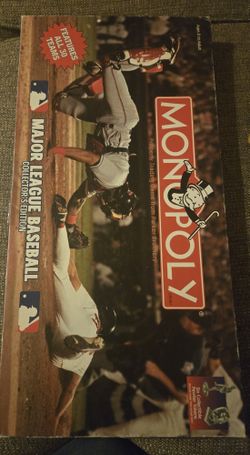 FEATURES
ALL 30
TEAMS
MONOPOLY
MAJOR LEAGUE BASEBALL
COLLECTOR'S EDITION